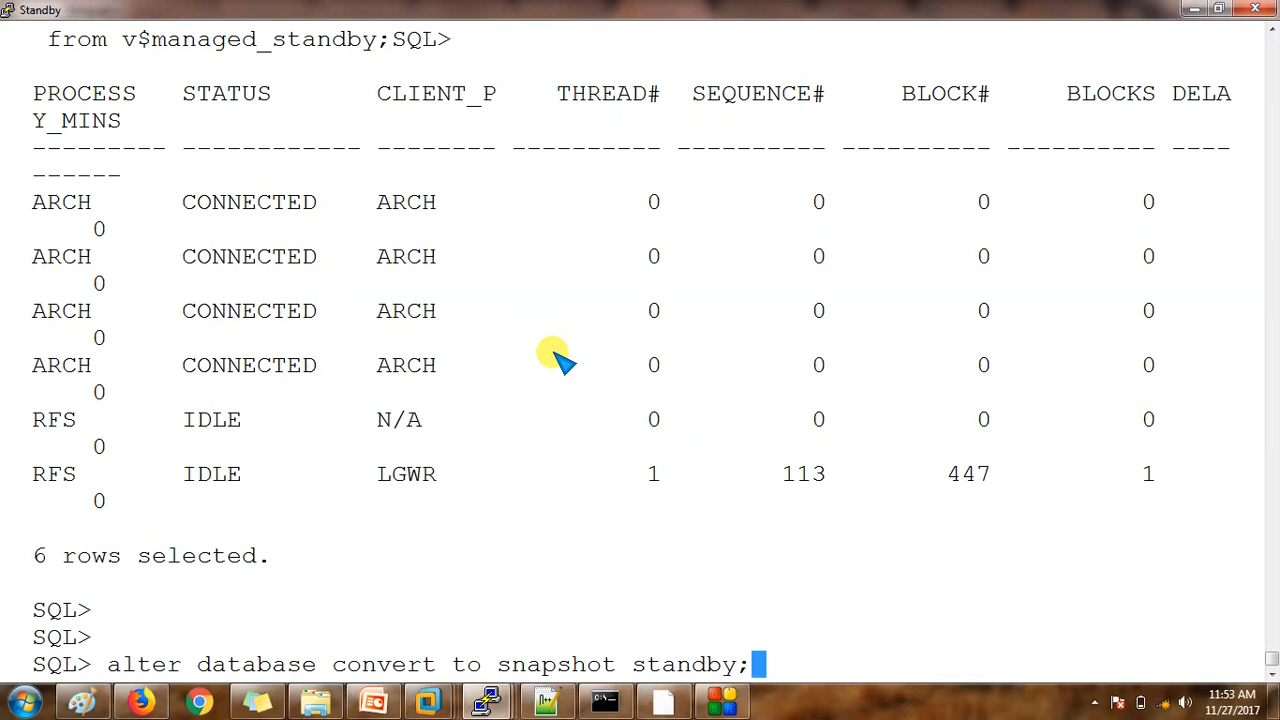 Standby
from v$managed_standby;SQL>
PROCESS STATUS CLIENT_P THREAD# SEQUENCE# BLOCK# BLOCKS DELA
Y_MINS
--------- ------------ -------- ---------- ---------- ---------- ---------- ----
------
ARCH CONNECTED ARCH 0 0 0 0
0
ARCH CONNECTED ARCH 0 0 0 0
0
ARCH CONNECTED ARCH 0 0 0 0
0
ARCH CONNECTED ARCH 0 0 0 0
0
RFS IDLE N/A 0 0 0 0
0
RFS IDLE LGWR 1 113 447 1
0
6 rows selected.
SQL>
SQL>
SQL> alter database convert to snapshot standby;
11:53 AM
11/27/2017